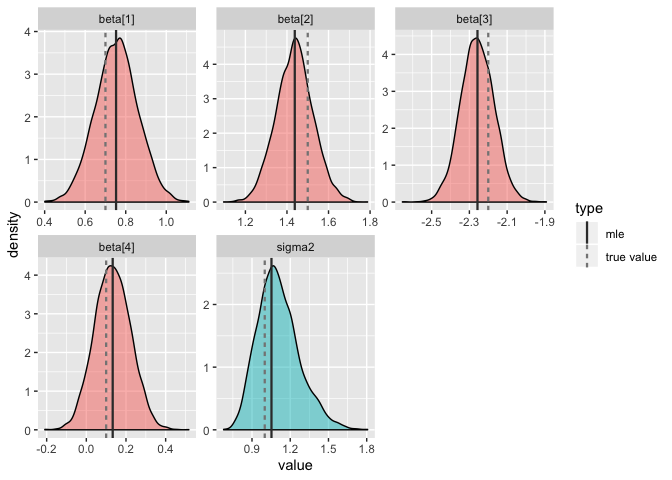 beta[1]
beta[2]
beta[3]
4
3
2
1
0
0.4 0.6 0.8 1.0
4
3
2
1
0
1.2 1.4 1.6 1.8
4
3
2
1
0
-2.5 -2.3 -2.1 -1.9
density
beta[4]
sigma2
4
3
2
1
0
-0.2 0.0 0.2 0.4
2
1
0
0.9 1.2 1.5 1.8
value
type
mle
true value